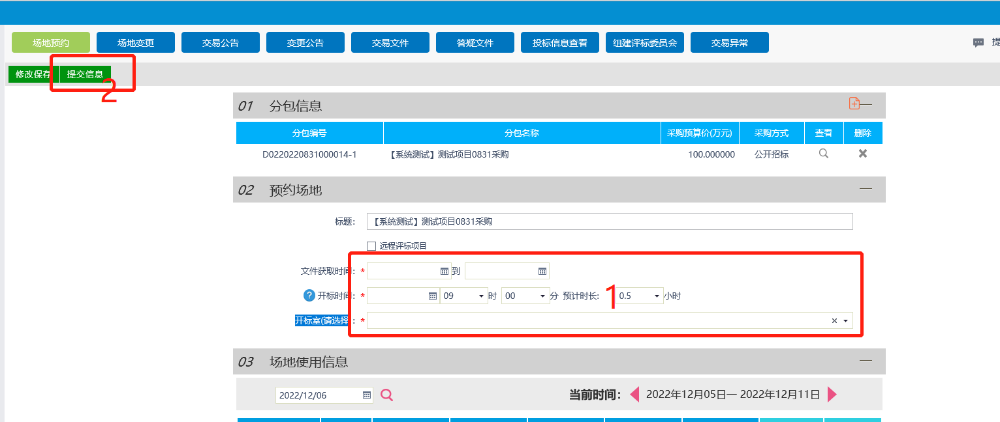 场地预约 场地变更 交易公告 变更公告 交易文件 答疑文件 投标信息查看 组建评标委员会 交易异常 提
修改保存 提交信息
2
01 分包信息
分包编号 分包名称 采购预算价(万元) 采购方式 查看 删除
D0220220831000014-1 【系统测试】测试项目0831采购 100.000000 公开招标
02 预约场地
标题: 【系统测试】测试项目0831采购
远程评标项目
文件获取时间: * 到
? 开标时间: * 09 时 00 分 预计时长: 1 0.5 小时
开标室(请选择: *
03 场地使用信息
2022/12/06 当前时间: 2022年12月05日— 2022年12月11日